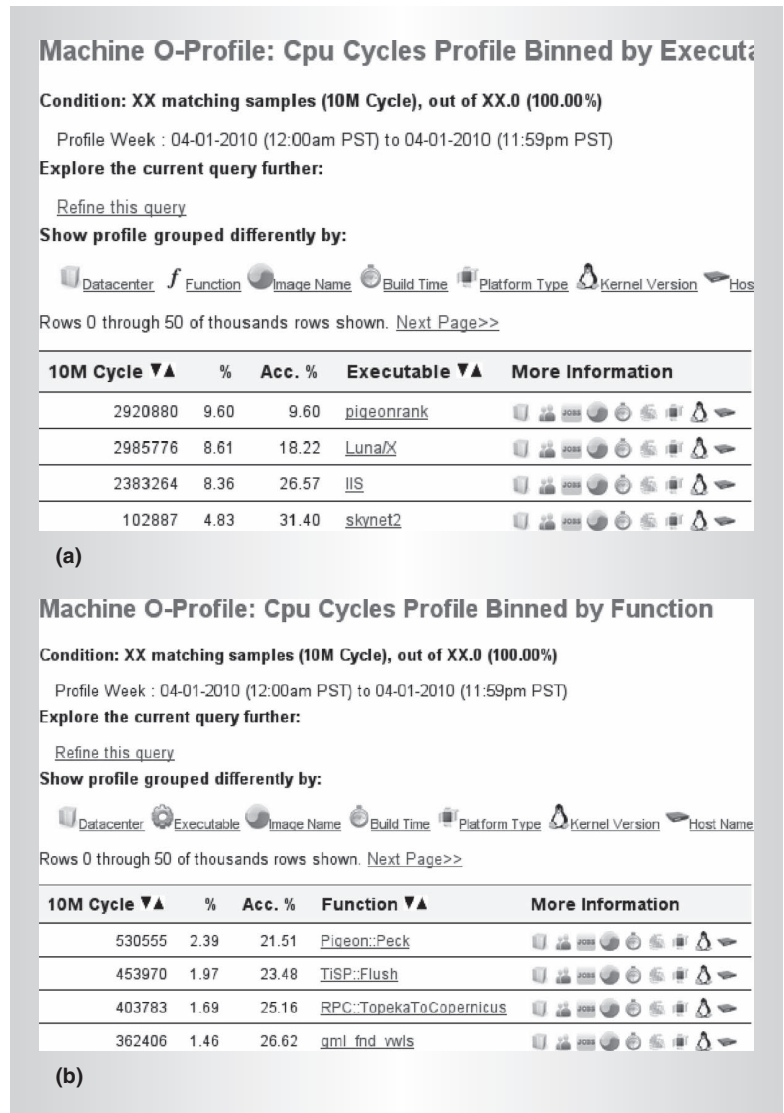 Machine O-Profile: Cpu Cycles Profile Binned by Executa
Condition: XX matching samples (10M Cycle), out of XX.0 (100.00%)
Profile Week : 04-01-2010 (12:00am PST) to 04-01-2010 (11:59pm PST)
Explore the current query further:
Refine this query
Show profile grouped differently by:
Datacenter f Function Image Name Build Time Platform Type Kernel Version Hos
Rows 0 through 50 of thousands rows shown. Next Page>>
10M Cycle ▼▲ % Acc. % Executable ▼▲ More Information
2920880 9.60 9.60 pigeonrank JOBS
2985776 8.61 18.22 Luna/X JOBS
2383264 8.36 26.57 IIS JOBS
102887 4.83 31.40 skynet2 JOBS
(a)
Machine O-Profile: Cpu Cycles Profile Binned by Function
Condition: XX matching samples (10M Cycle), out of XX.0 (100.00%)
Profile Week : 04-01-2010 (12:00am PST) to 04-01-2010 (11:59pm PST)
Explore the current query further:
Refine this query
Show profile grouped differently by:
Datacenter Executable Image Name Build Time Platform Type Kernel Version Host Name
Rows 0 through 50 of thousands rows shown. Next Page>>
10M Cycle ▼▲ % Acc. % Function ▼▲ More Information
530555 2.39 21.51 Pigeon::Peck JOBS
453970 1.97 23.48 TiSP::Flush JOBS
403783 1.69 25.16 RPC::TopekaToCopernicus JOBS
362406 1.46 26.62 gml_fnd_vwls JOBS
(b)